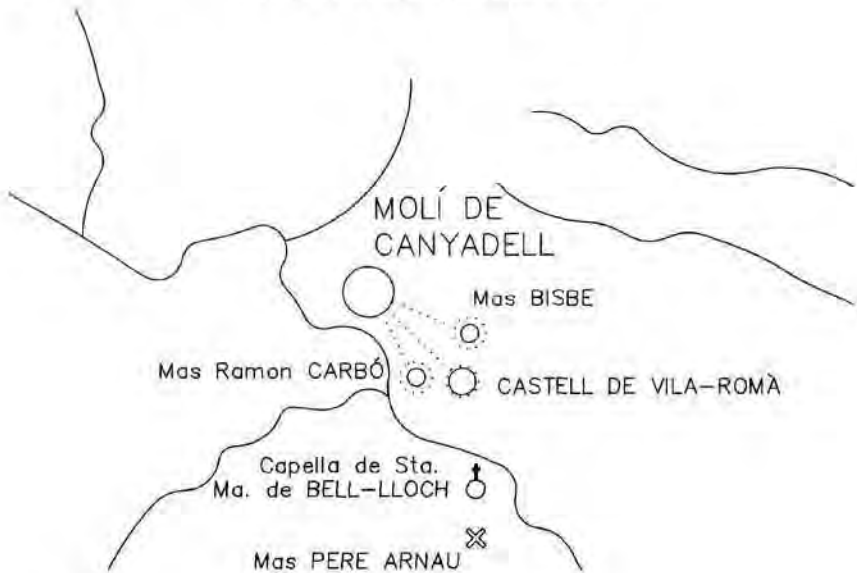 MOLÍ DE
CANYADELL
Mas BISBE
Mas Ramon CARBÓ
CASTELL DE VILA-ROMÀ
Capella de Sta.
Ma. de BELL-LLOCH
Mas PERE ARNAU